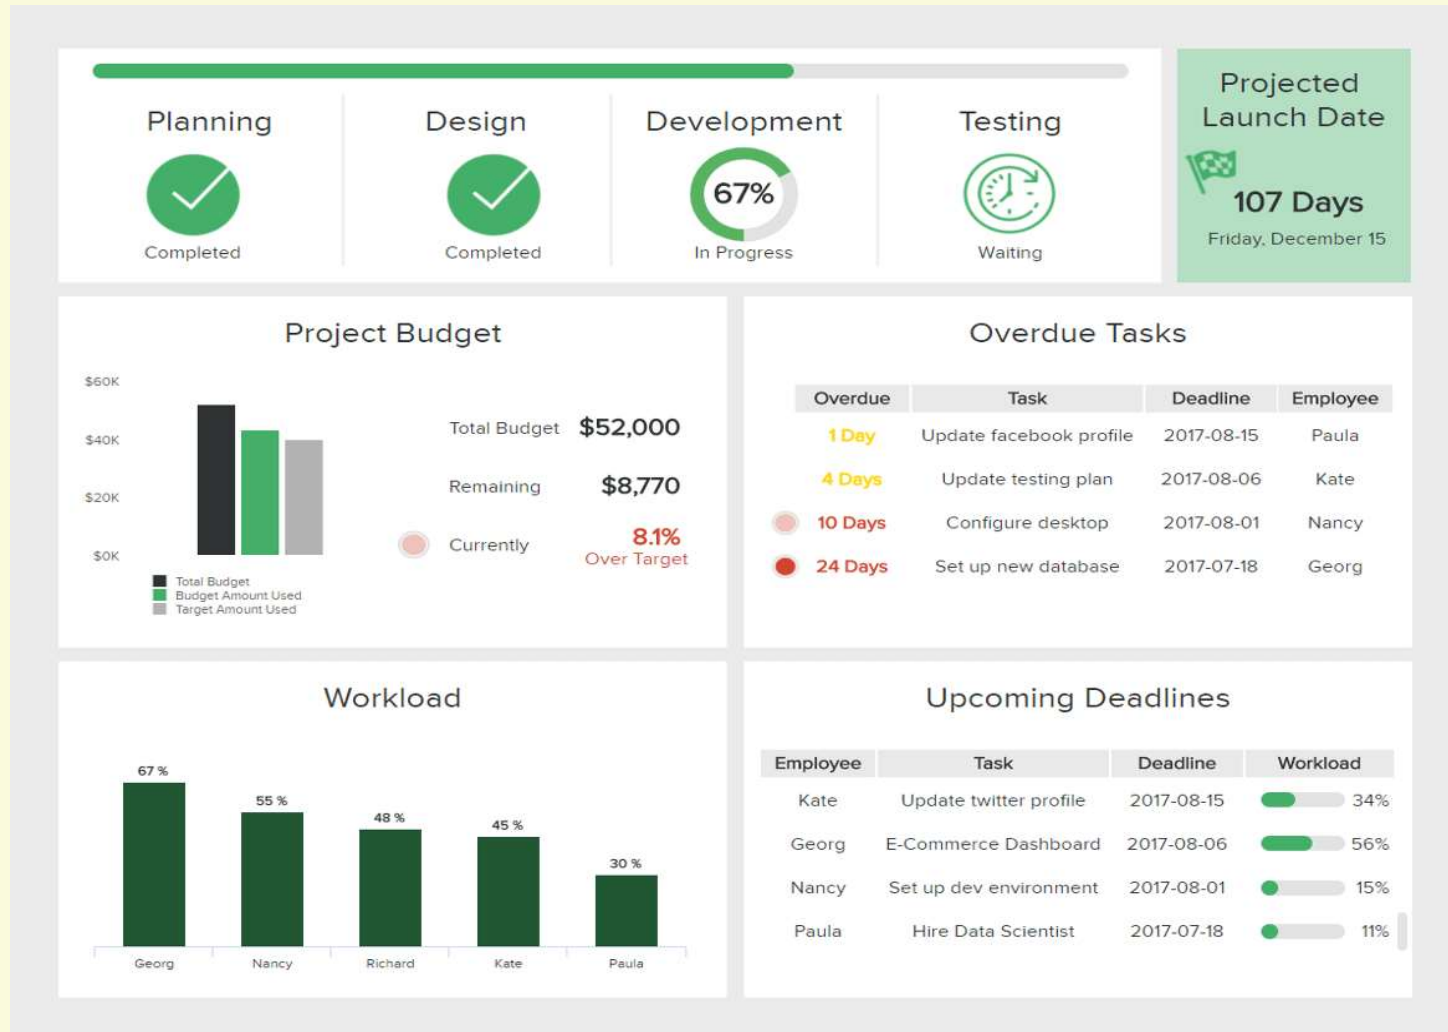 Planning Design Development Testing
67%
Completed Completed In Progress Waiting
Projected
Launch Date
107 Days
Friday, December 15
Project Budget
$60K
$40K
$20K
$0K
Total Budget
Budget Amount Used
Target Amount Used
Total Budget $52,000
Remaining $8,770
Currently 8.1%
Over Target
Overdue Tasks
Overdue Task Deadline Employee
1 Day Update facebook profile 2017-08-15 Paula
4 Days Update testing plan 2017-08-06 Kate
10 Days Configure desktop 2017-08-01 Nancy
24 Days Set up new database 2017-07-18 Georg
Workload
67 %
55 %
48 %
45 %
30 %
Georg Nancy Richard Kate Paula
Upcoming Deadlines
Employee Task Deadline Workload
Kate Update twitter profile 2017-08-15 34%
Georg E-Commerce Dashboard 2017-08-06 56%
Nancy Set up dev environment 2017-08-01 15%
Paula Hire Data Scientist 2017-07-18 11%